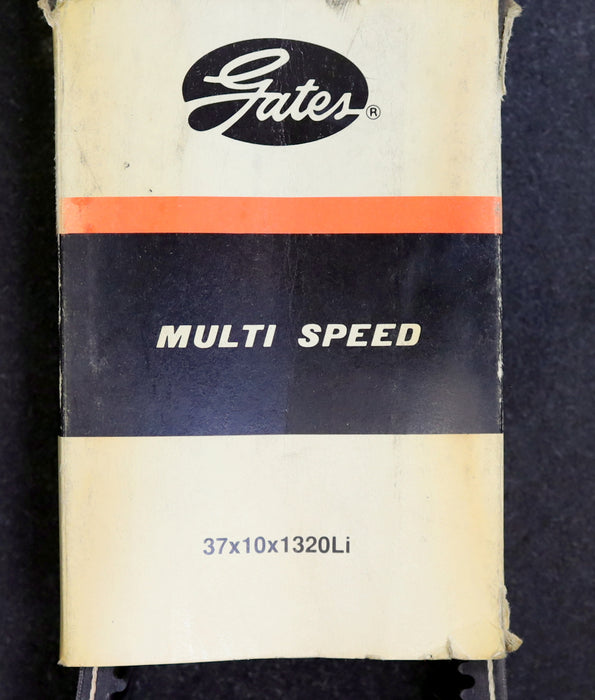 Gates®
MULTI SPEED
37x10x1320Li